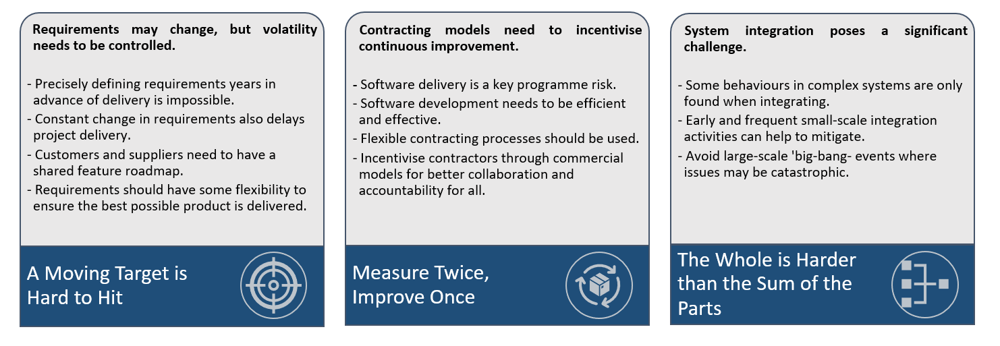 Requirements may change, but volatility
needs to be controlled.
- Precisely defining requirements years in
advance of delivery is impossible.
- Constant change in requirements also delays
project delivery.
- Customers and suppliers need to have a
shared feature roadmap.
- Requirements should have some flexibility to
ensure the best possible product is delivered.
A Moving Target is
Hard to Hit
Contracting models need to incentivise
continuous improvement.
- Software delivery is a key programme risk.
- Software development needs to be efficient
and effective.
- Flexible contracting processes should be used.
- Incentivise contractors through commercial
models for better collaboration and
accountability for all.
Measure Twice,
Improve Once
System integration poses a significant
challenge.
- Some behaviours in complex systems are only
found when integrating.
- Early and frequent small-scale integration
activities can help to mitigate.
- Avoid large-scale 'big-bang- events where
issues may be catastrophic.
The Whole is Harder
than the Sum of the
Parts